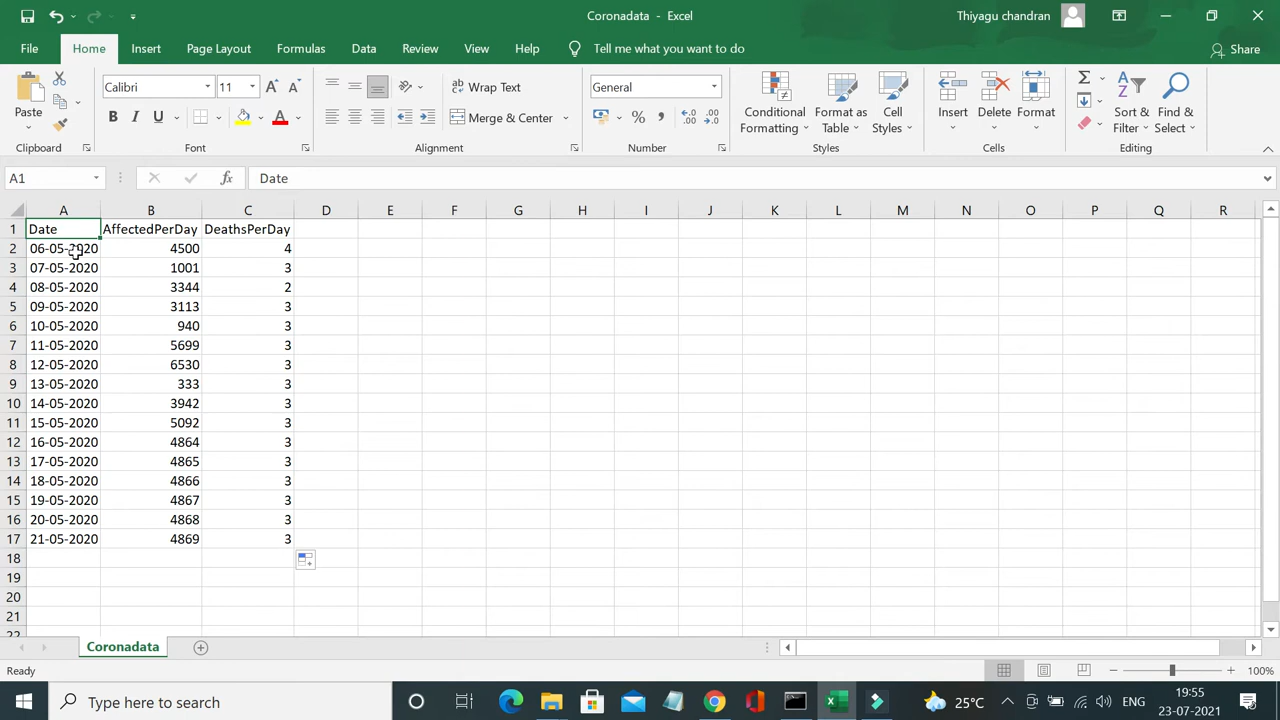 Coronadata - Excel
Thiyagu chandran
File Home Insert Page Layout Formulas Data Review View Help Tell me what you want to do Share
Paste
Calibri 11
Wrap Text
General
B I U
Merge & Center
$ % ,
Conditional Formatting
Format as Table
Cell Styles
Insert Delete Format
Sort & Filter
Find & Select
Clipboard Font Alignment Number Styles Cells Editing
A1 fx Date
A B C D E F G H I J K L M N O P Q R
1 Date AffectedPerDay DeathsPerDay
2 06-05-2020 4500 4
3 07-05-2020 1001 3
4 08-05-2020 3344 2
5 09-05-2020 3113 3
6 10-05-2020 940 3
7 11-05-2020 5699 3
8 12-05-2020 6530 3
9 13-05-2020 333 3
10 14-05-2020 3942 3
11 15-05-2020 5092 3
12 16-05-2020 4864 3
13 17-05-2020 4865 3
14 18-05-2020 4866 3
15 19-05-2020 4867 3
16 20-05-2020 4868 3
17 21-05-2020 4869 3
18
19
20
21
22
Coronadata
Ready 100%
Type here to search 25°C ENG 19:55
23-07-2021